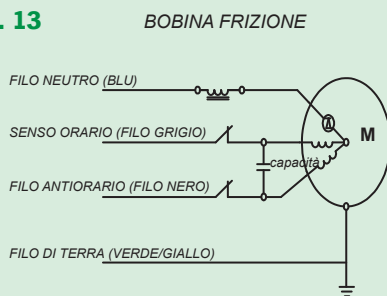 . 13
BOBINA FRIZIONE
FILO NEUTRO (BLU)
SENSO ORARIO (FILO GRIGIO)
M
capacità
FILO ANTIORARIO (FILO NERO)
FILO DI TERRA (VERDE/GIALLO)